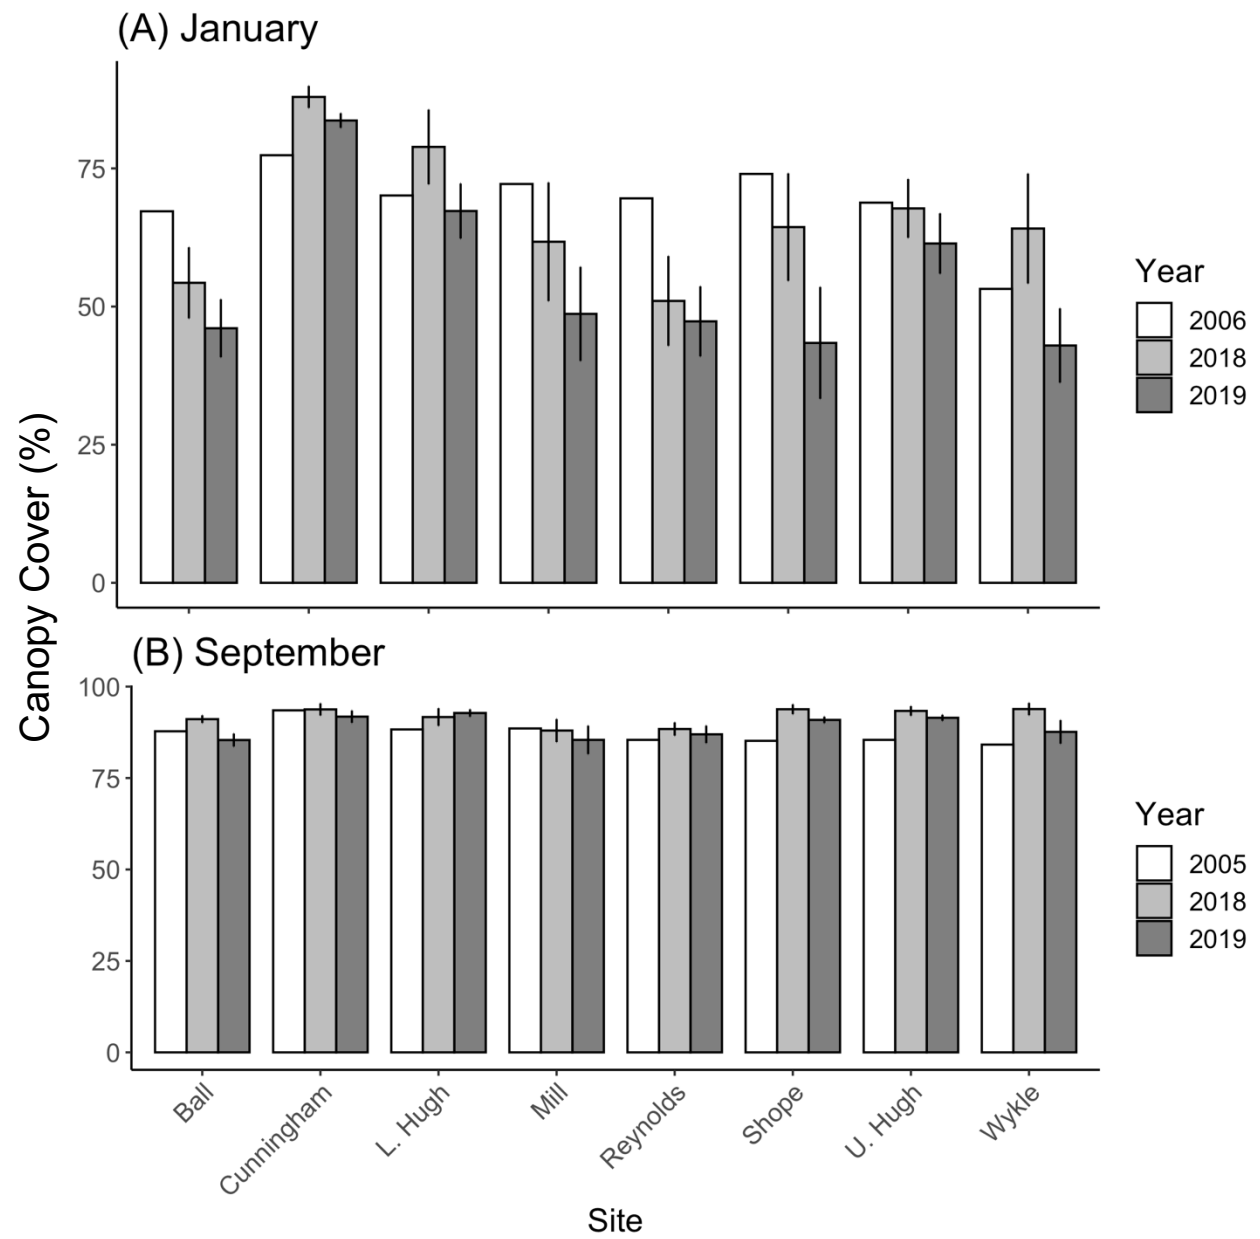 (A) January
75
50
25
0
Year
2006
2018
2019
Canopy Cover (%)
(B) September
100
75
50
25
0
Year
2005
2018
2019
Ball
Cunningham
L. Hugh
Mill
Reynolds
Shope
U. Hugh
Wykle
Site